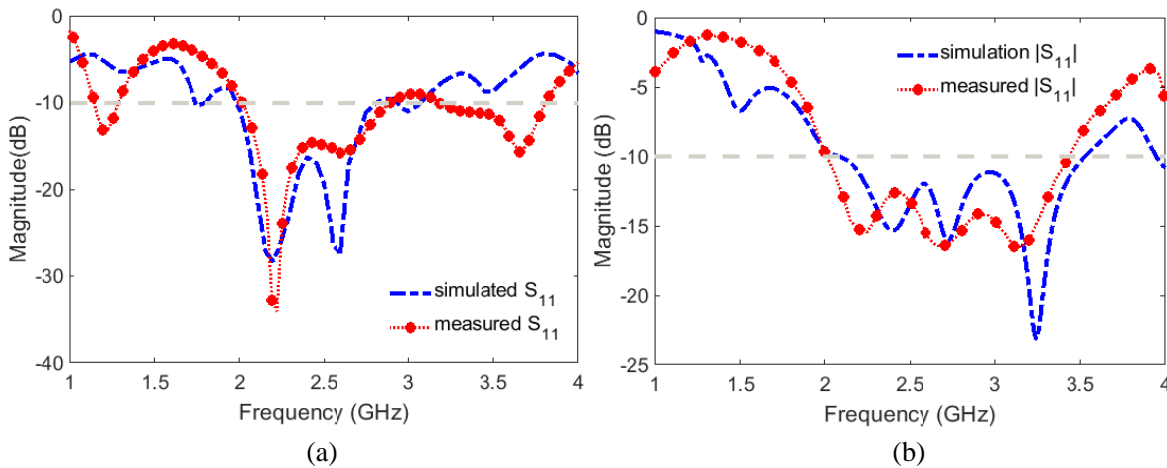 0
-10
-20
-30
-40
Magnitude(dB)
simulated S11
measured S11
1
1.5
2
2.5
3
3.5
4
Frequency (GHz)
(a)
0
-5
-10
-15
-20
-25
Magnitude (dB)
simulation |S11|
measured |S11|
1
1.5
2
2.5
3
3.5
4
Frequency (GHz)
(b)